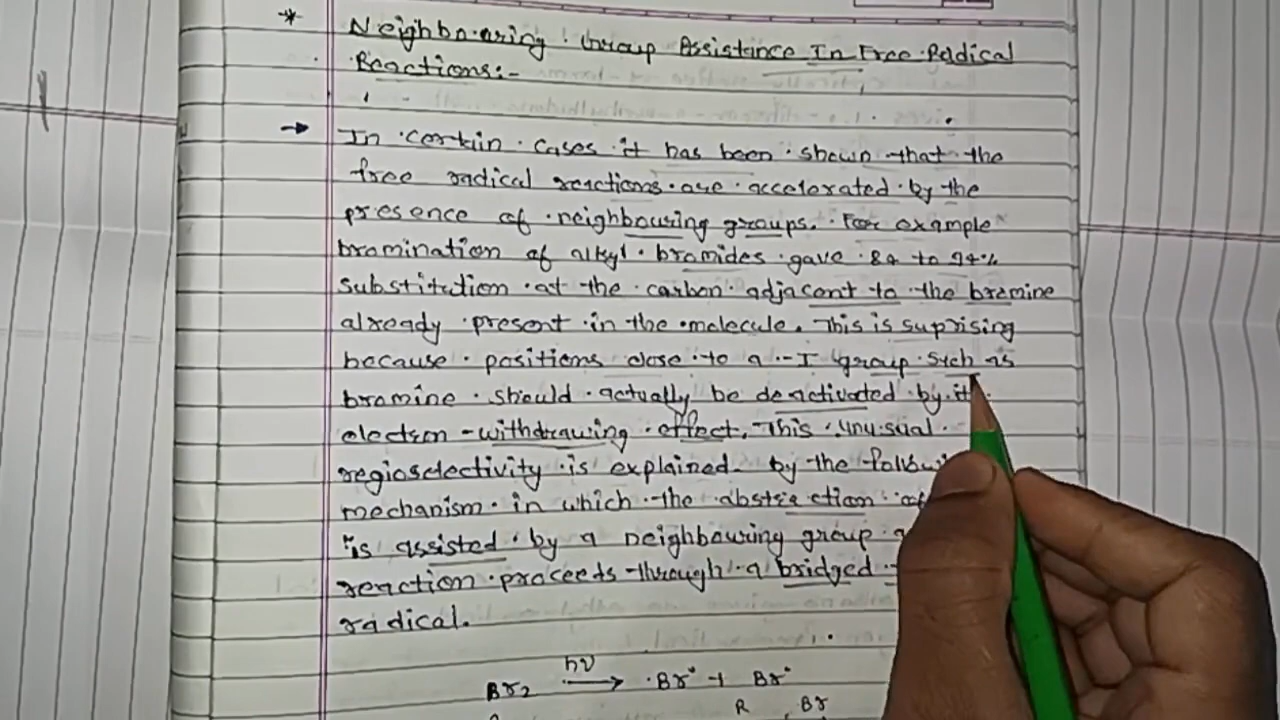 * Neighbouring Group Assistance In Free Radical
Reactions:-
→ In certain cases it has been shown that the
free radical reactions are accelerated by the
presence of neighbouring groups. For example
bromination of alkyl bromides gave 84 to 94%
substitution at the carbon adjacent to the bromine
already present in the molecule. This is suprising
because positions close to a -I group such as
bromine should actually be deactivated by it
electron-withdrawing effect. This unusual
regioselectivity is explained by the
mechanism in which the abstraction of
is assisted by a neighbouring group
reaction proceeds through a bridged
radical.
Br2 hν → Br• + Br•
R Br